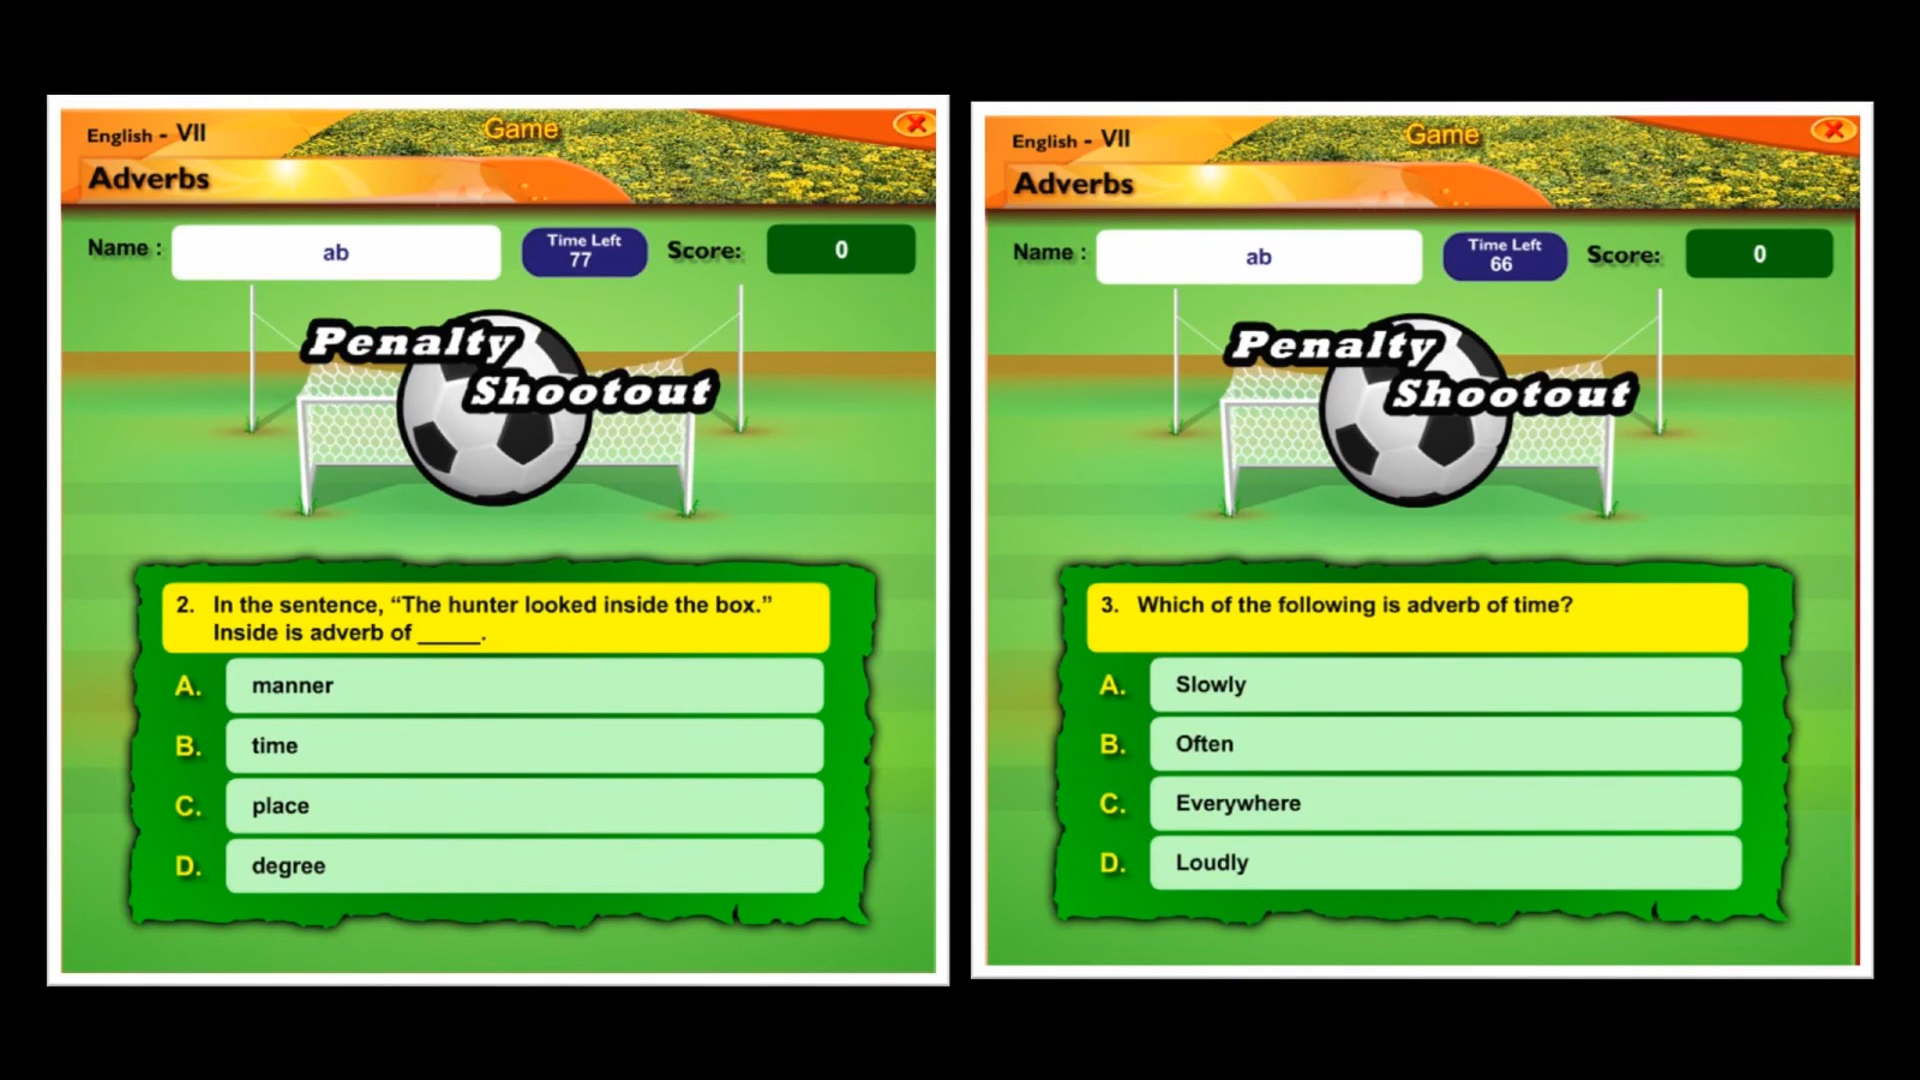 English - VII
Game
Adverbs
Name : ab
Time Left
77
Score: 0
Penalty
Shootout
2. In the sentence, “The hunter looked inside the box.”
Inside is adverb of _____.
A. manner
B. time
C. place
D. degree
English - VII
Game
Adverbs
Name : ab
Time Left
66
Score: 0
Penalty
Shootout
3. Which of the following is adverb of time?
A. Slowly
B. Often
C. Everywhere
D. Loudly